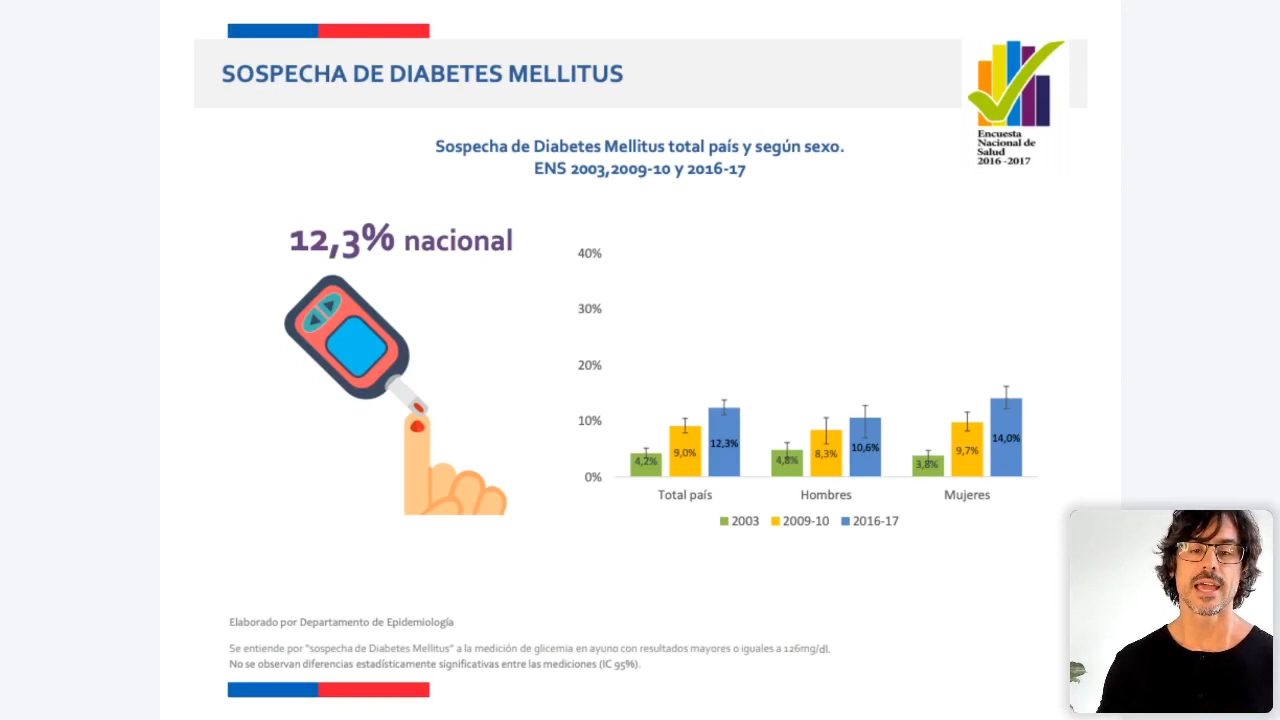 SOSPECHA DE DIABETES MELLITUS
Encuesta
Nacional de
Salud
2016 -2017
Sospecha de Diabetes Mellitus total país y según sexo.
ENS 2003,2009-10 y 2016-17
12,3% nacional
40%
30%
20%
10%
0%
4,2%
9,0%
12,3%
4,8%
8,3%
10,6%
3,8%
9,7%
14,0%
Total país
Hombres
Mujeres
2003
2009-10
2016-17
Elaborado por Departamento de Epidemiología
Se entiende por "sospecha de Diabetes Mellitus" a la medición de glicemia en ayuno con resultados mayores o iguales a 126mg/dl.
No se observan diferencias estadísticamente significativas entre las mediciones (IC 95%).